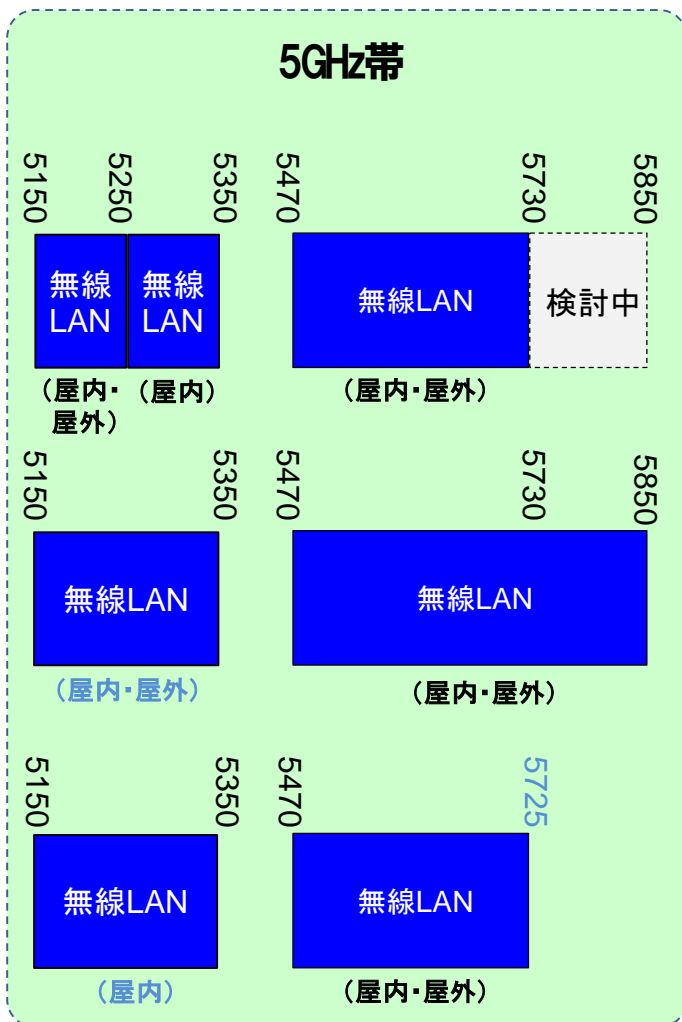 5GHz帯
5150 5250 5350 5470 5730 5850
無線 無線 無線LAN 検討中
LAN LAN
（屋内・ （屋内） （屋内・屋外）
屋外）
5150 5350 5470 5730 5850
無線LAN 無線LAN
（屋内・屋外） （屋内・屋外）
5150 5350 5470 5725
無線LAN 無線LAN
（屋内） （屋内・屋外）